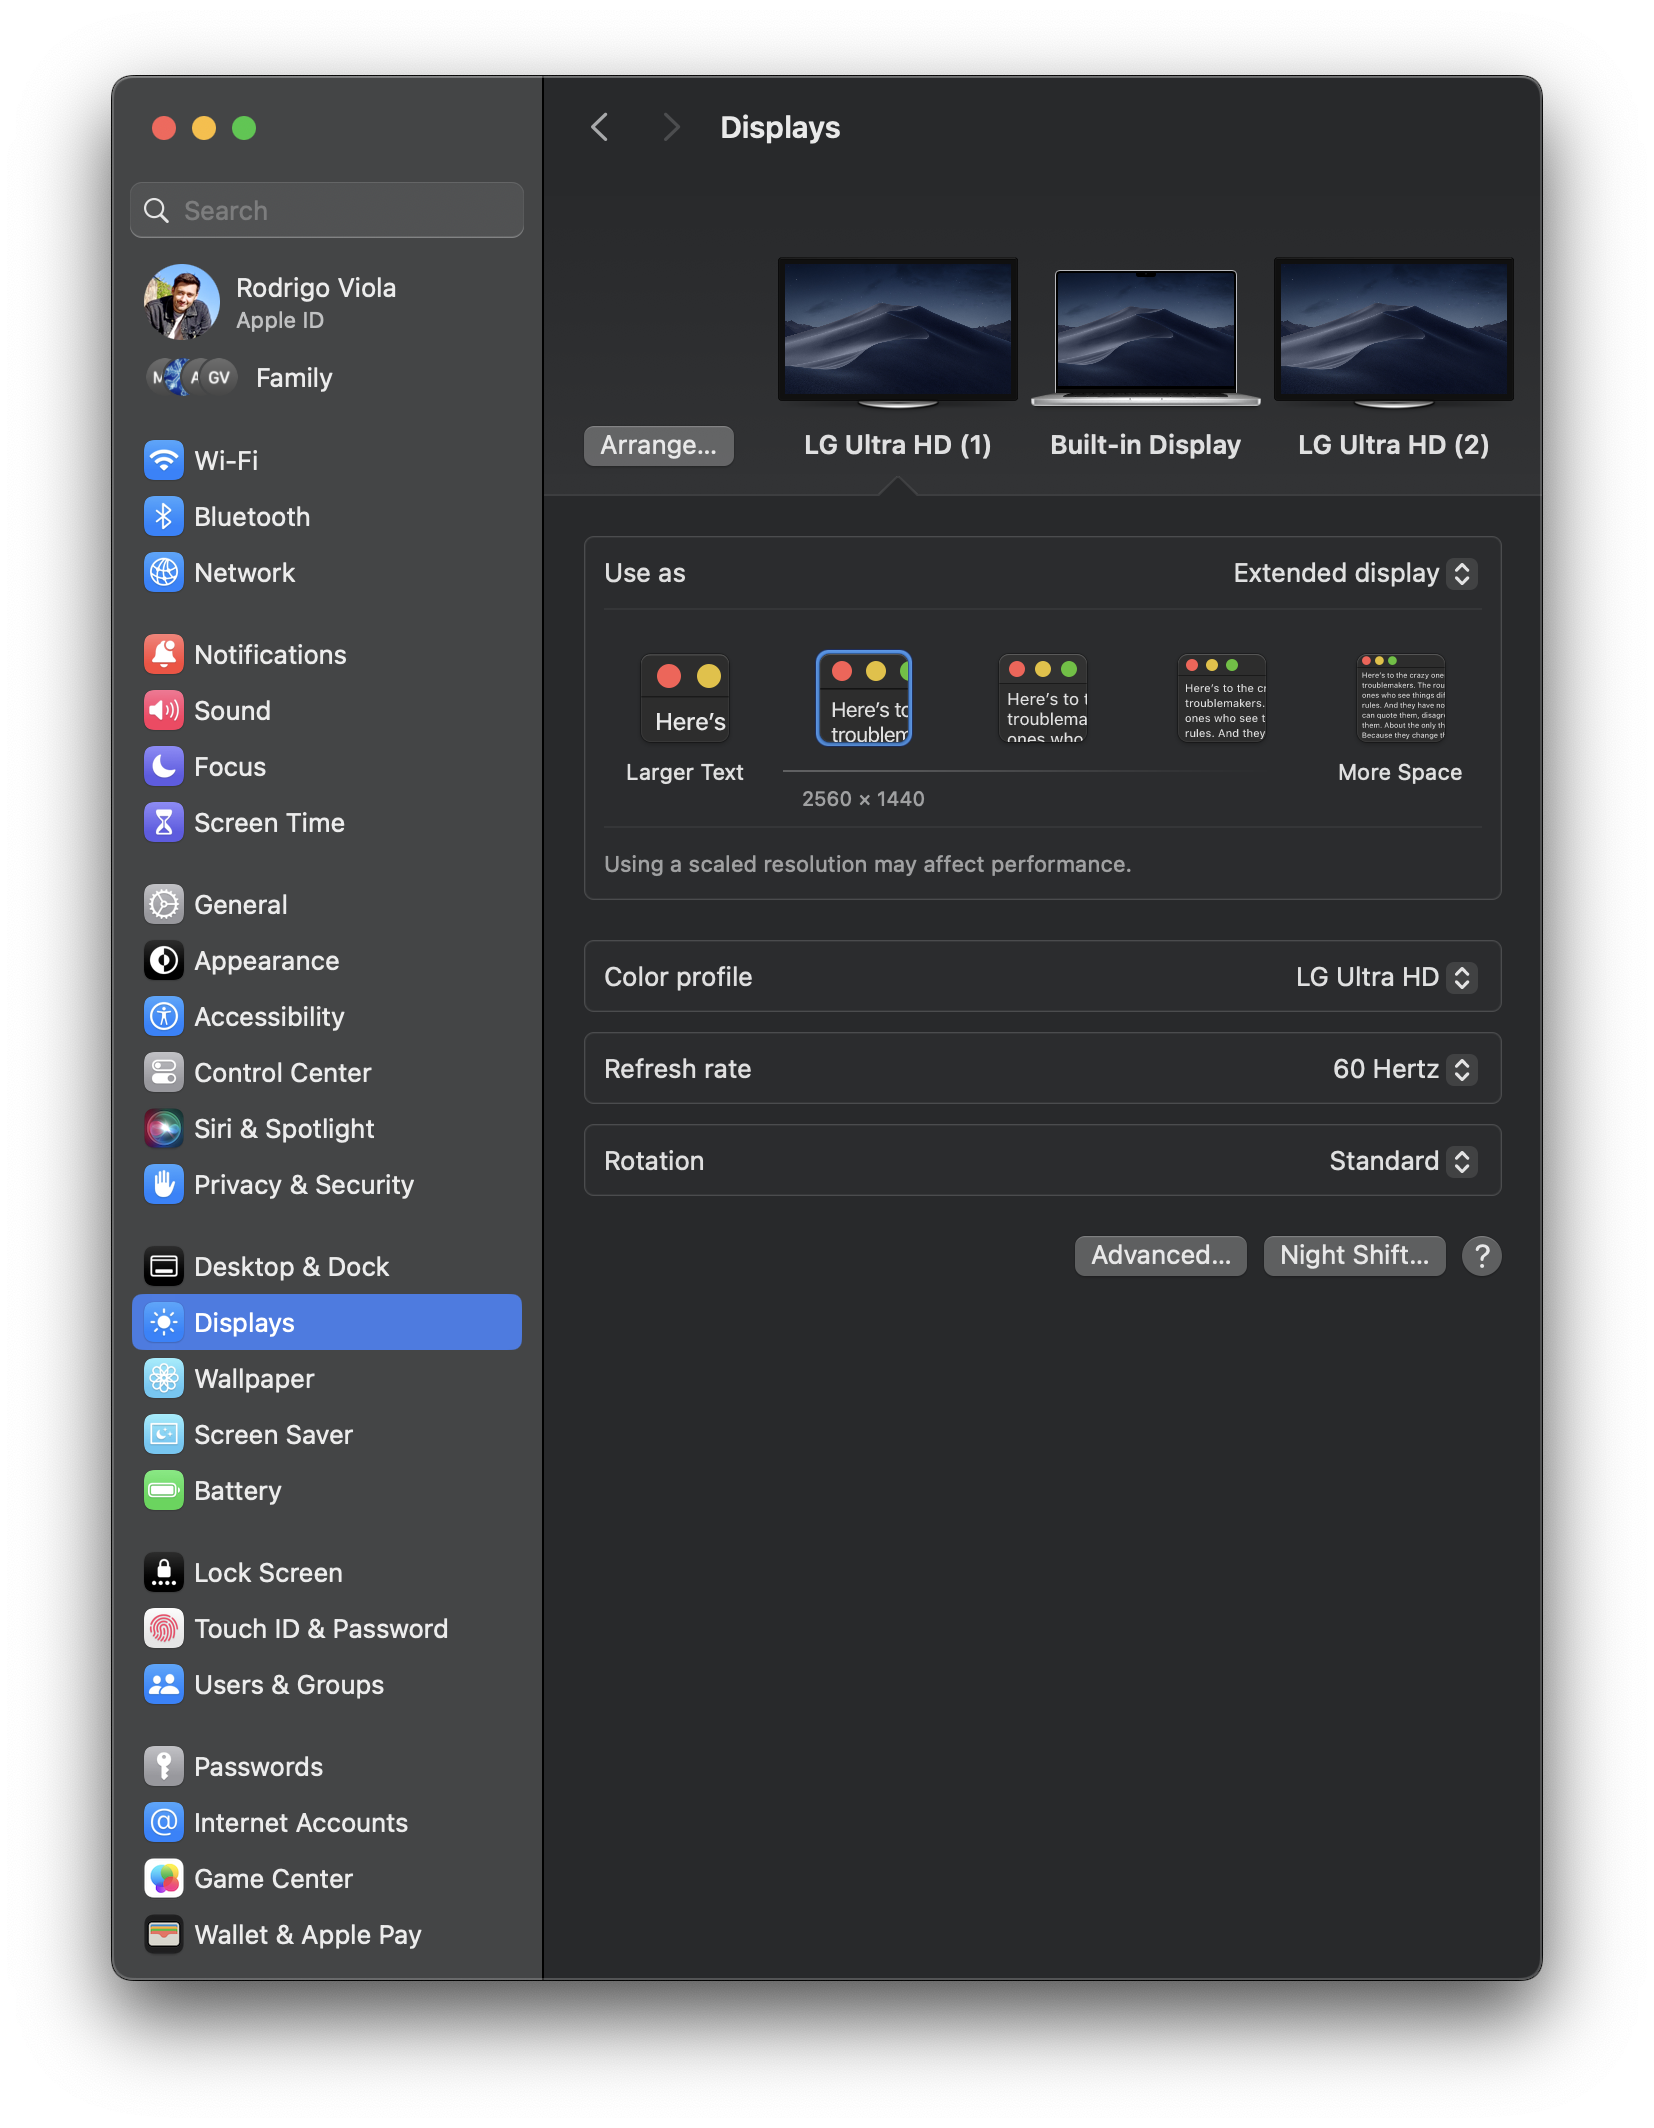 Displays
Search
Rodrigo Viola
Apple ID
GV
Family
Wi-Fi
Bluetooth
Network
Notifications
Sound
Focus
Screen Time
General
Appearance
Accessibility
Control Center
Siri & Spotlight
Privacy & Security
Desktop & Dock
Displays
Wallpaper
Screen Saver
Battery
Lock Screen
Touch ID & Password
Users & Groups
Passwords
Internet Accounts
Game Center
Wallet & Apple Pay
Arrange...
LG Ultra HD (1)
Built-in Display
LG Ultra HD (2)
Use as
Extended display
Here's
Here's to
troublem
Here's to t
troublema
ones who
Here's to the cr
troublemakers.
ones who see t
rules. And they
Here's to the crazy one
troublemakers. The rou
ones who see things dif
rules. And they have no
can quote them, disagr
them. About the only th
Because they change th
Larger Text
More Space
2560 × 1440
Using a scaled resolution may affect performance.
Color profile
LG Ultra HD
Refresh rate
60 Hertz
Rotation
Standard
Advanced...
Night Shift...
?